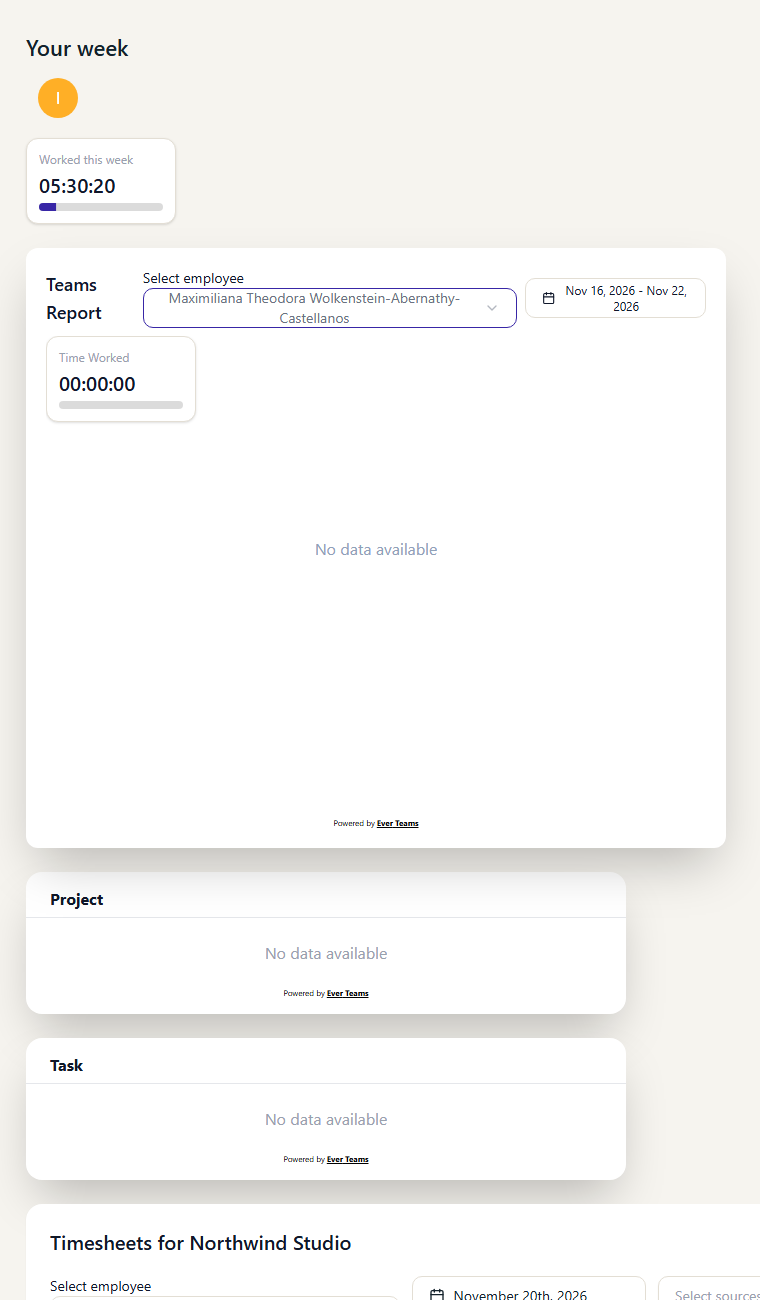 Your week
I
Worked this week
05:30:20
Teams
Report
Select employee
Maximiliana Theodora Wolkenstein-Abernathy-
Castellanos
Nov 16, 2026 - Nov 22,
2026
Time Worked
00:00:00
No data available
Powered by Ever Teams
Project
No data available
Powered by Ever Teams
Task
No data available
Powered by Ever Teams
Timesheets for Northwind Studio
Select employee
November 20th, 2026
Select sources